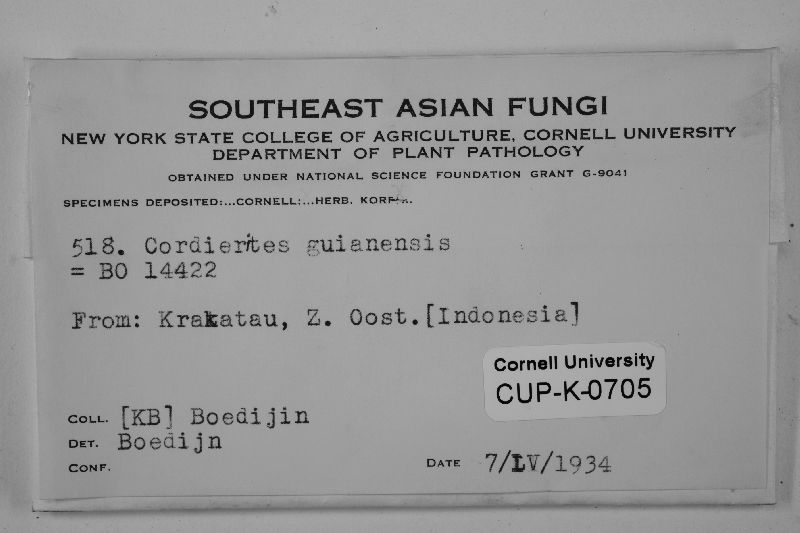 SOUTHEAST ASIAN FUNGI
NEW YORK STATE COLLEGE OF AGRICULTURE, CORNELL UNIVERSITY
DEPARTMENT OF PLANT PATHOLOGY
OBTAINED UNDER NATIONAL SCIENCE FOUNDATION GRANT G-9041
SPECIMENS DEPOSITED:...CORNELL:...HERB.
518. Cordierites guianensis
= BO 14422
From: Krakatau, Z. Oost.[Indonesia]
Cornell University
CUP-K-0705
COLL. [KB] Boedijin
DET. Boedijn
CONF.
DATE 7/IV/1934